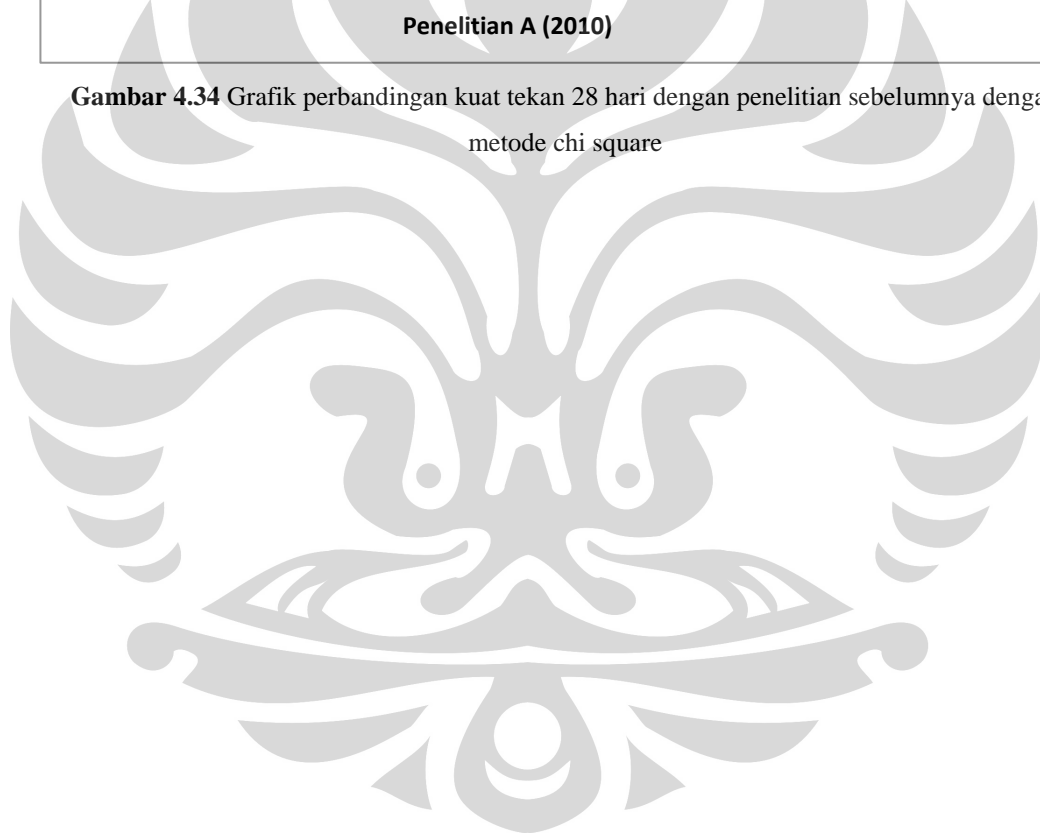 Penelitian A (2010)
Gambar 4.34 Grafik perbandingan kuat tekan 28 hari dengan penelitian sebelumnya denga
metode chi square